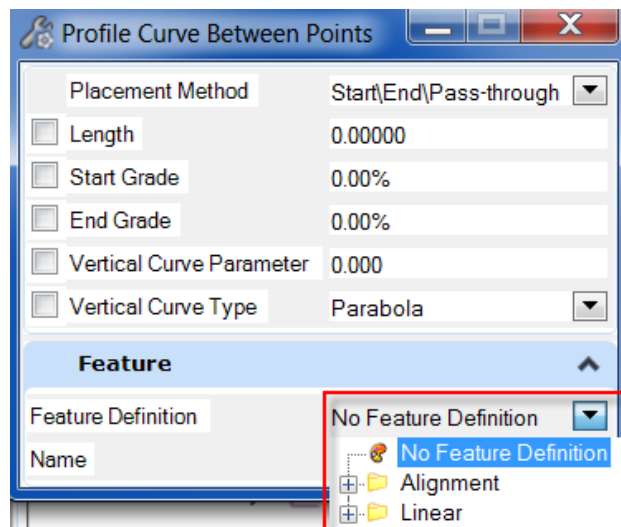 Profile Curve Between Points
X
Placement Method Start\End\Pass-through
Length 0.00000
Start Grade 0.00%
End Grade 0.00%
Vertical Curve Parameter 0.000
Vertical Curve Type Parabola
Feature
Feature Definition No Feature Definition
No Feature Definition
Name
Alignment
Linear